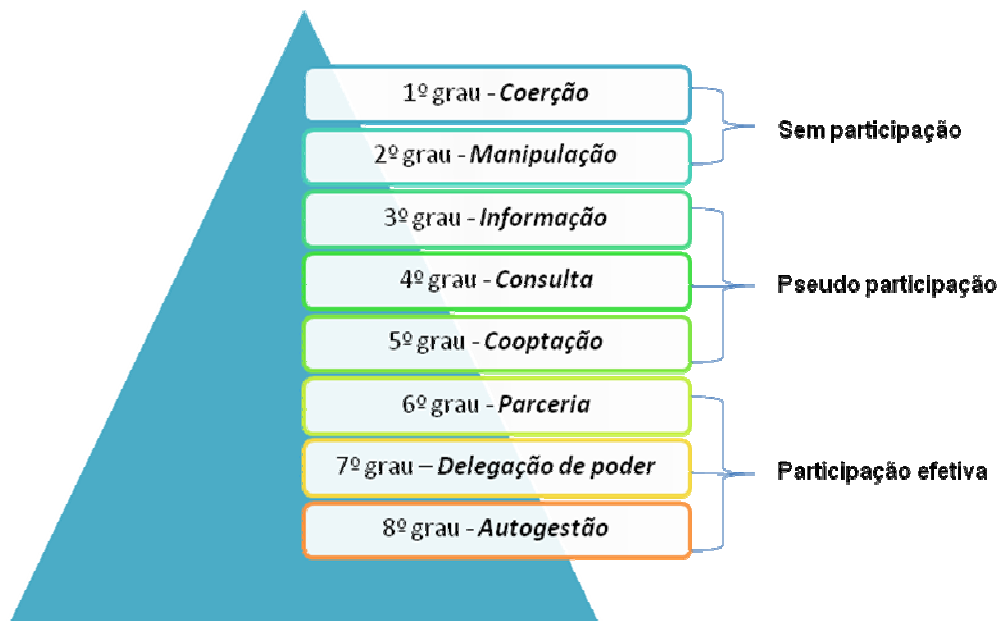 1º grau - Coerção
2º grau - Manipulação
Sem participação
3º grau - Informação
4º grau - Consulta
5º grau - Cooptação
Pseudo participação
6º grau - Parceria
7º grau – Delegação de poder
8º grau - Autogestão
Participação efetiva